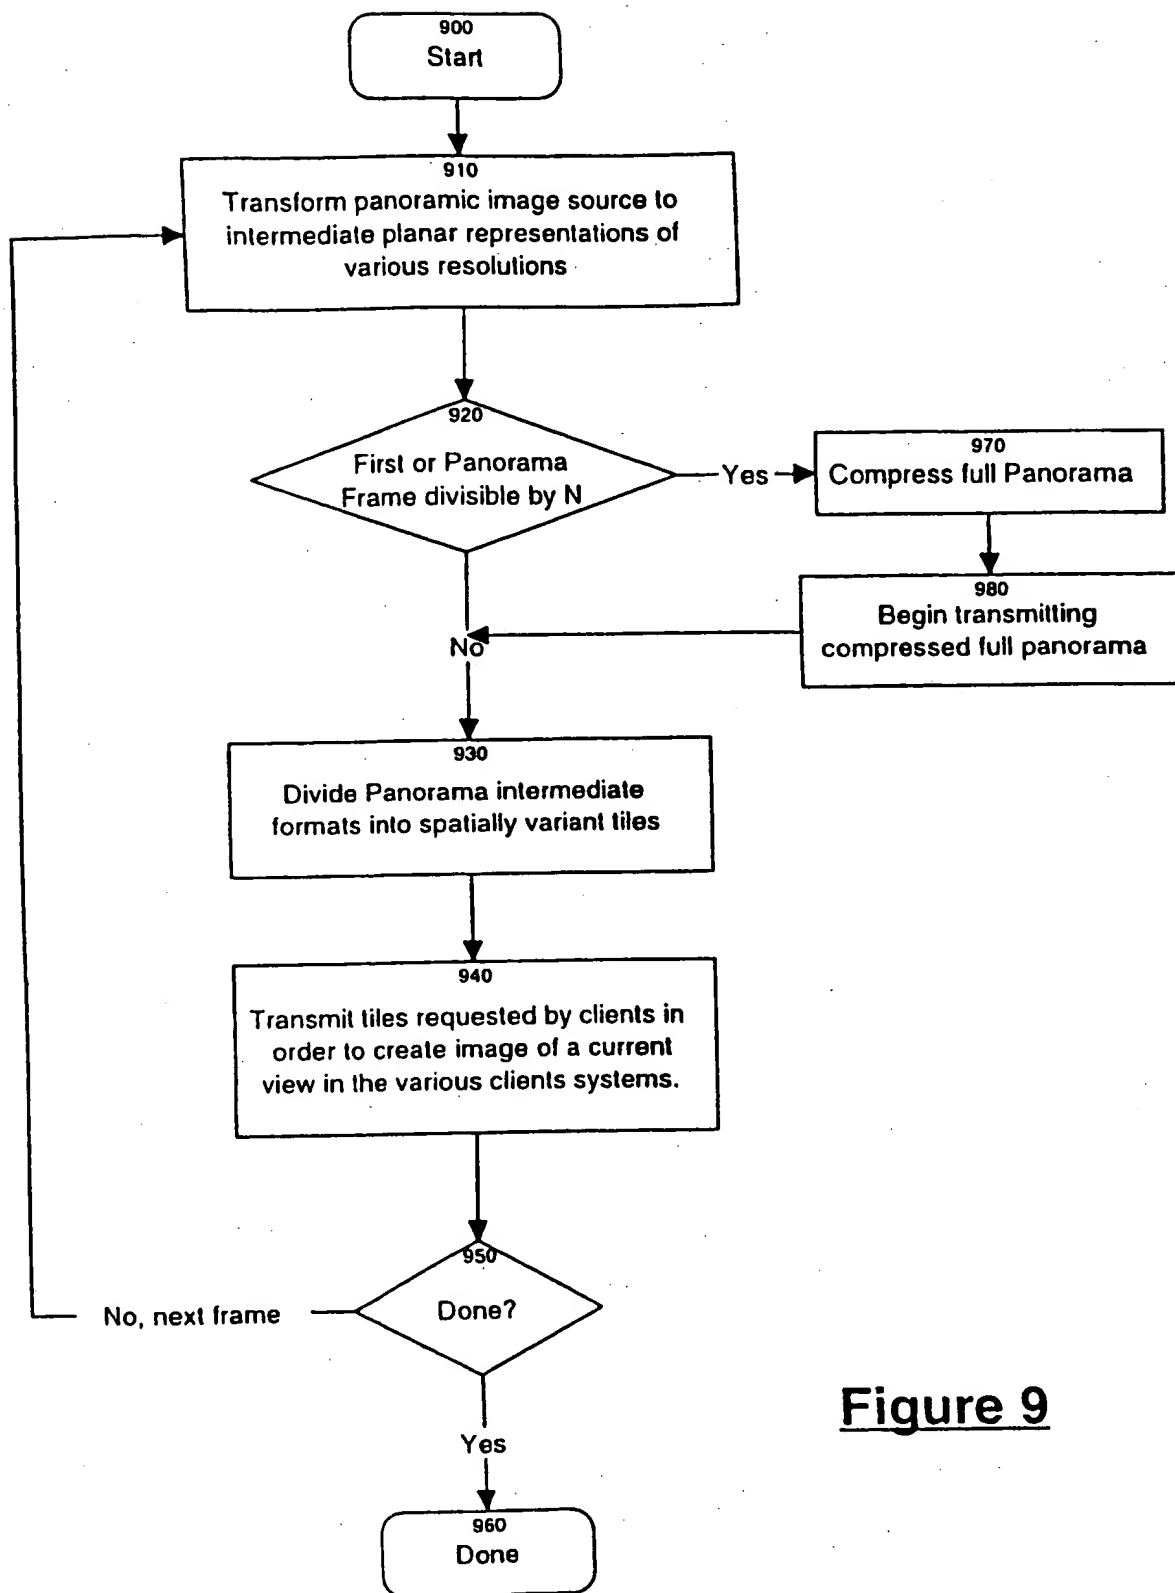 900
Start
910
Transform panoramic image source to
intermediate planar representations of
various resolutions
920
First or Panorama
Frame divisible by N
Yes
970
Compress full Panorama
980
Begin transmitting
compressed full panorama
No
930
Divide Panorama intermediate
formats into spatially variant tiles
940
Transmit tiles requested by clients in
order to create image of a current
view in the various clients systems.
950
Done?
No, next frame
Yes
960
Done
Figure 9